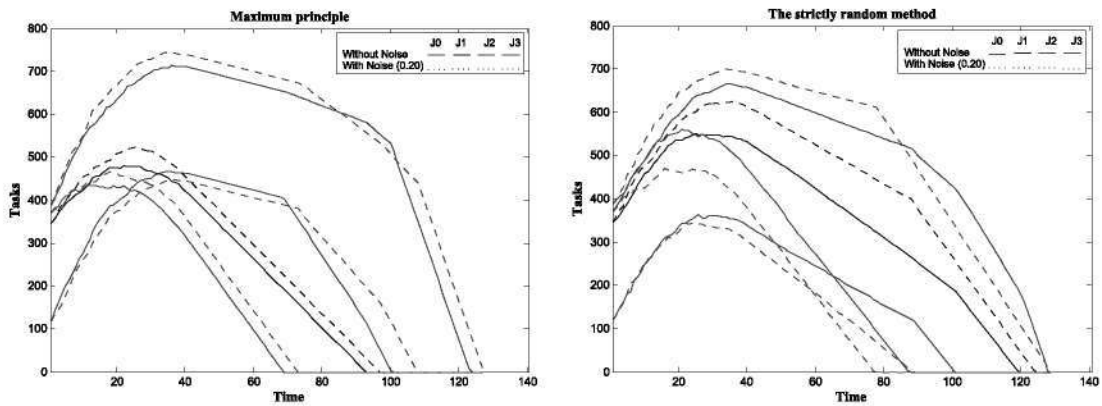 Maximum principle
J0 J1 J2 J3
Without Noise
With Noise (0.20)
800
700
600
500
400
300
200
100
0
Tasks
20 40 60 80 100 120 140
Time
The strictly random method
J0 J1 J2 J3
Without Noise
With Noise (0.20)
800
700
600
500
400
300
200
100
0
Tasks
20 40 60 80 100 120 140
Time